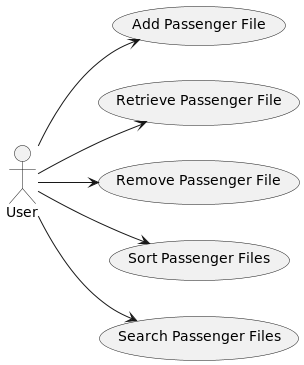 Add Passenger File
Retrieve Passenger File
Remove Passenger File
User
Sort Passenger Files
Search Passenger Files